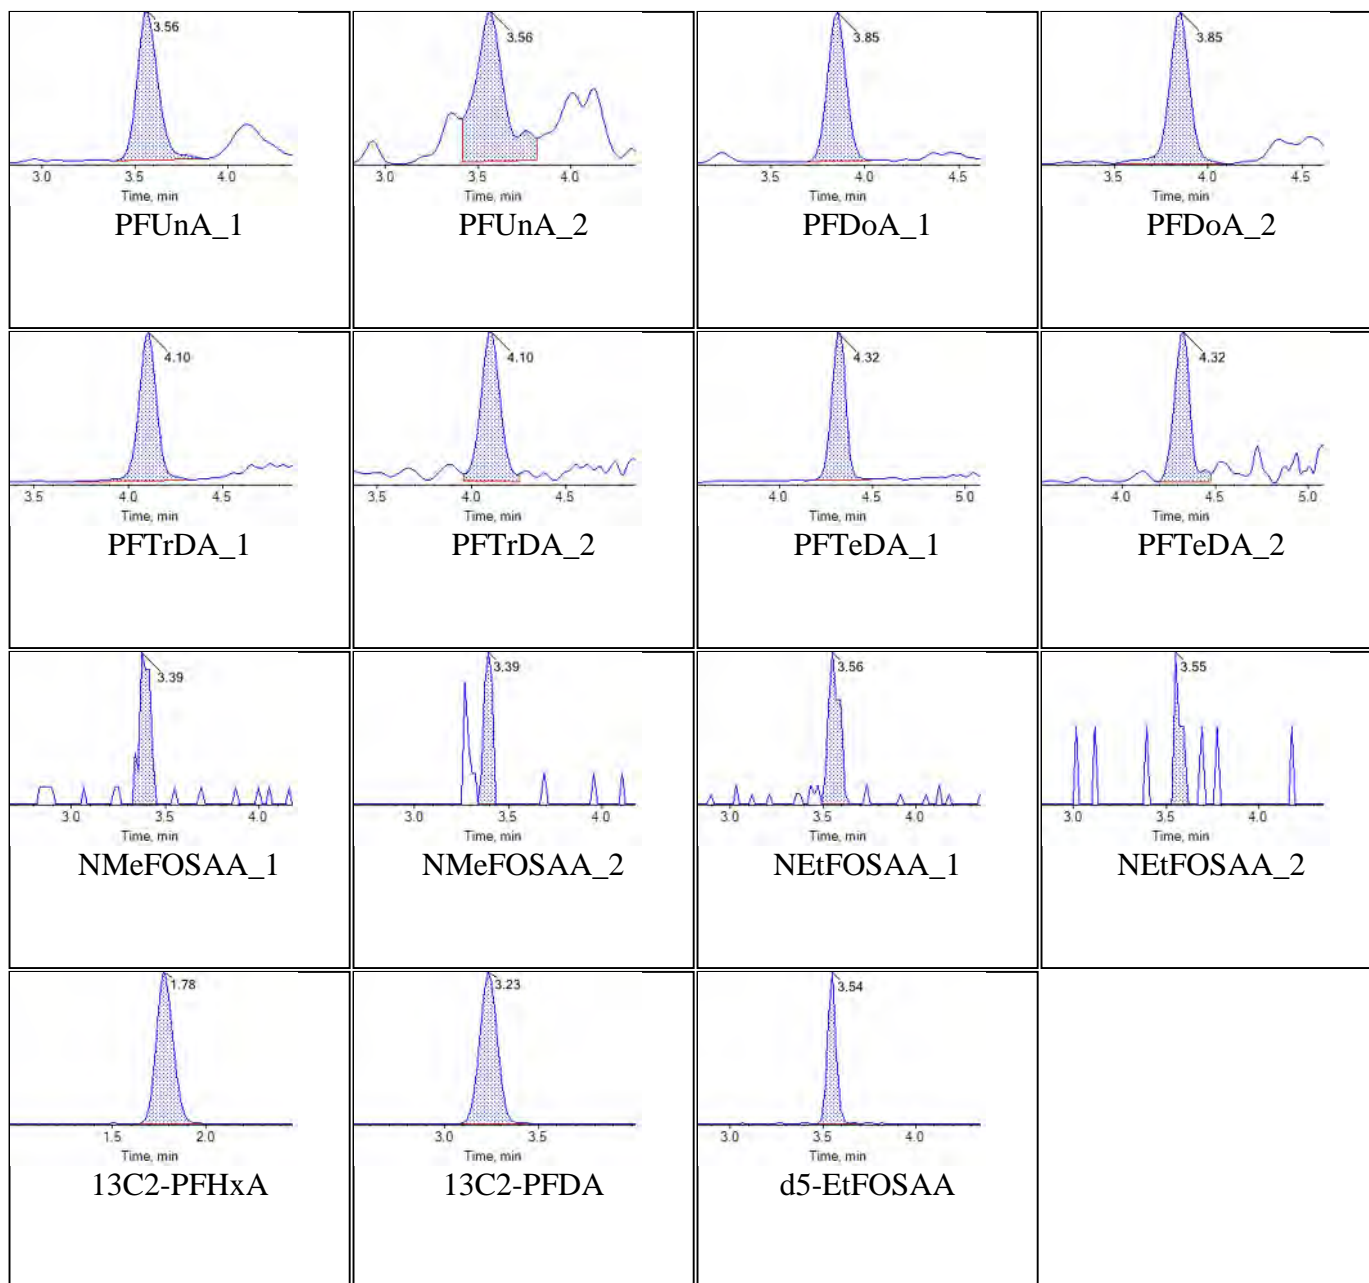 3.56
3.0 3.5 4.0
Time, min
PFUnA_1
3.56
3.0 3.5 4.0
Time, min
PFUnA_2
3.85
3.5 4.0 4.5
Time, min
PFDoA_1
3.85
3.5 4.0 4.5
Time, min
PFDoA_2
4.10
3.5 4.0 4.5
Time, min
PFTrDA_1
4.10
3.5 4.0 4.5
Time, min
PFTrDA_2
4.32
4.0 4.5 5.0
Time, min
PFTeDA_1
4.32
4.0 4.5 5.0
Time, min
PFTeDA_2
3.39
3.0 3.5 4.0
Time, min
NMeFOSAA_1
3.39
3.0 3.5 4.0
Time, min
NMeFOSAA_2
3.56
3.0 3.5 4.0
Time, min
NEtFOSAA_1
3.55
3.0 3.5 4.0
Time, min
NEtFOSAA_2
1.78
1.5 2.0
Time, min
13C2-PFHxA
3.23
3.0 3.5
Time, min
13C2-PFDA
3.54
3.0 3.5 4.0
Time, min
d5-EtFOSAA